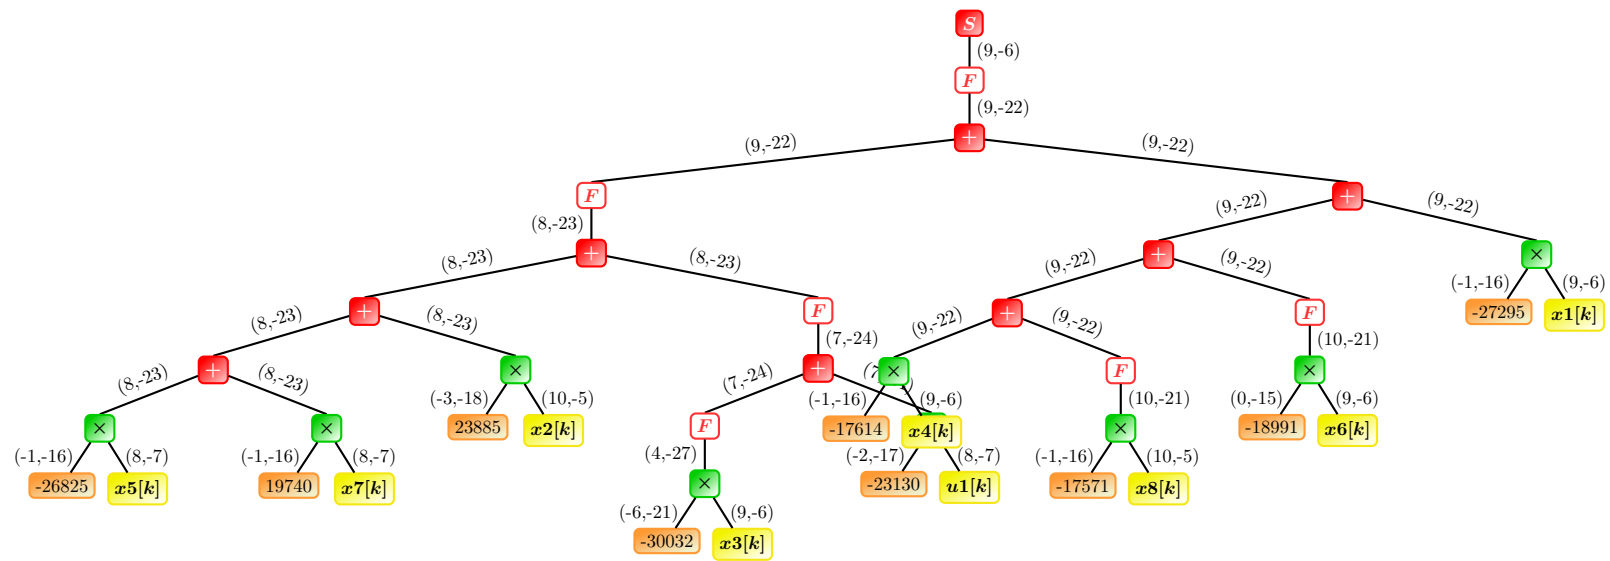 S
(9,-6)
F
(9,-22)
+
(9,-22) (9,-22)
F +
(8,-23) (9,-22) (9,-22)
+ + ×
(8,-23) (8,-23) (9,-22) (9,-22) (-1,-16) (9,-6)
+ F + F -27295 x1[k]
(8,-23) (8,-23) (7,-24) (9,-22) (9,-22) (10,-21)
+ × + × F ×
(8,-23) (8,-23) (-3,-18) (10,-5) (7,-24) (-1,-16) (9,-6) (10,-21) (0,-15) (9,-6)
× × 23885 x2[k] F -17614 x4[k] × -18991 x6[k]
(-1,-16) (8,-7) (-1,-16) (8,-7) (4,-27) (-2,-17) (8,-7) (-1,-16) (10,-5)
-26825 x5[k] 19740 x7[k] × -23130 u1[k] -17571 x8[k]
(-6,-21) (9,-6)
-30032 x3[k]